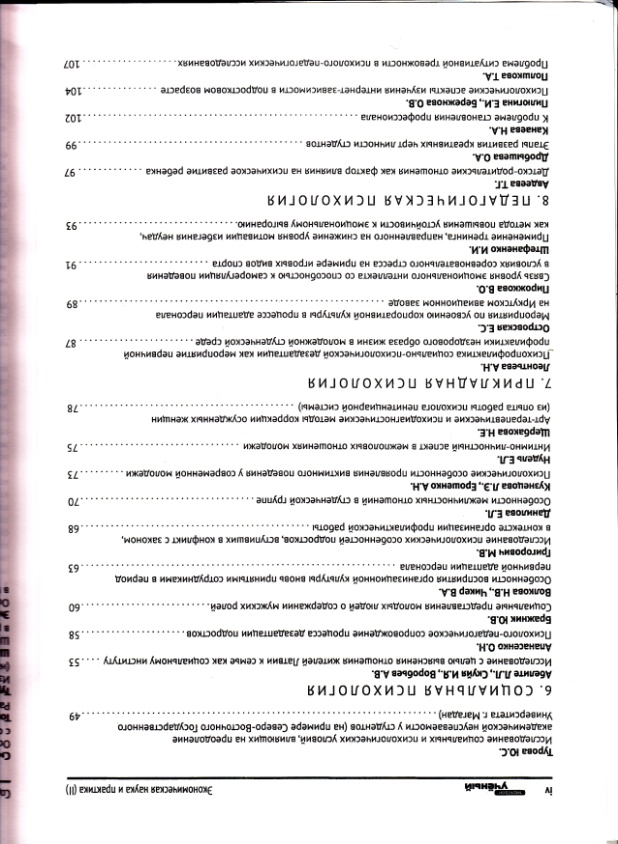 iv
учёный
Экономическая наука и практика (II)
Турова Ю.С.
Исследование социальных и психологических условий, влияющих на преодоление
академической неуспеваемости у студентов (на примере Северо-Восточного Государственного
Университета г. Магадан) 49
6. СОЦИАЛЬНАЯ ПСИХОЛОГИЯ
Абелите Л.Л., Скуйя И.Я., Воробьев А.В.
Исследование с целью выяснения отношения жителей Латвии к семье как социальному институту 53
Апанасенко О.Н.
Психолого-педагогическое сопровождение процесса дезадаптации подростков 58
Бражник Ю.В.
Социальные представления молодых людей о содержании мужских ролей 60
Волкова Н.В., Чикер В.А.
Особенности восприятия организационной культуры вновь принятыми сотрудниками в период
первичной адаптации персонала 63
Григорович М.В.
Исследование психологических особенностей подростков, вступивших в конфликт с законом,
в контексте организации профилактической работы 68
Данилова Е.Л.
Особенности межличностных отношений в студенческой группе 70
Кузнецова Л.Э., Ерошенко А.Н.
Психологические особенности проявления виктимного поведения у современной молодежи 73
Нудель Е.Л.
Интимно-личностный аспект в межполовых отношениях молодежи 75
Щербакова Н.Е.
Арт-терапевтические и психодиагностические методы коррекции осужденных женщин
(из опыта работы психолога пенитенциарной системы) 78
7. ПРИКЛАДНАЯ ПСИХОЛОГИЯ
Леонтьева А.Н.
Психопрофилактика социально-психологической дезадаптации как мероприятие первичной
профилактики нездорового образа жизни в молодежной студенческой среде 87
Островская Е.С.
Мероприятия по усвоению корпоративной культуры в процессе адаптации персонала
на Иркутском авиационном заводе 89
Пирожкова В.О.
Связь уровня эмоционального интеллекта со способностью к саморегуляции поведения
в условиях соревновательного стресса на примере игровых видов спорта 91
Штефаненко И.И.
Применение тренинга, направленного на снижение уровня мотивации избегания неудач,
как метода повышения устойчивости к эмоциональному выгоранию 93
8. ПЕДАГОГИЧЕСКАЯ ПСИХОЛОГИЯ
Авдеева Т.Г.
Детско-родительские отношения как фактор влияния на психическое развитие ребенка 97
Дробышева О.А.
Этапы развития креативных черт личности студентов 99
Канаева Н.А.
К проблеме становления профессионала 102
Пилюгина Е.И., Бережнова О.В.
Психологические аспекты изучения интернет-зависимости в подростковом возрасте 104
Полшкова Т.А.
Проблема ситуативной тревожности в психолого-педагогических исследованиях 107